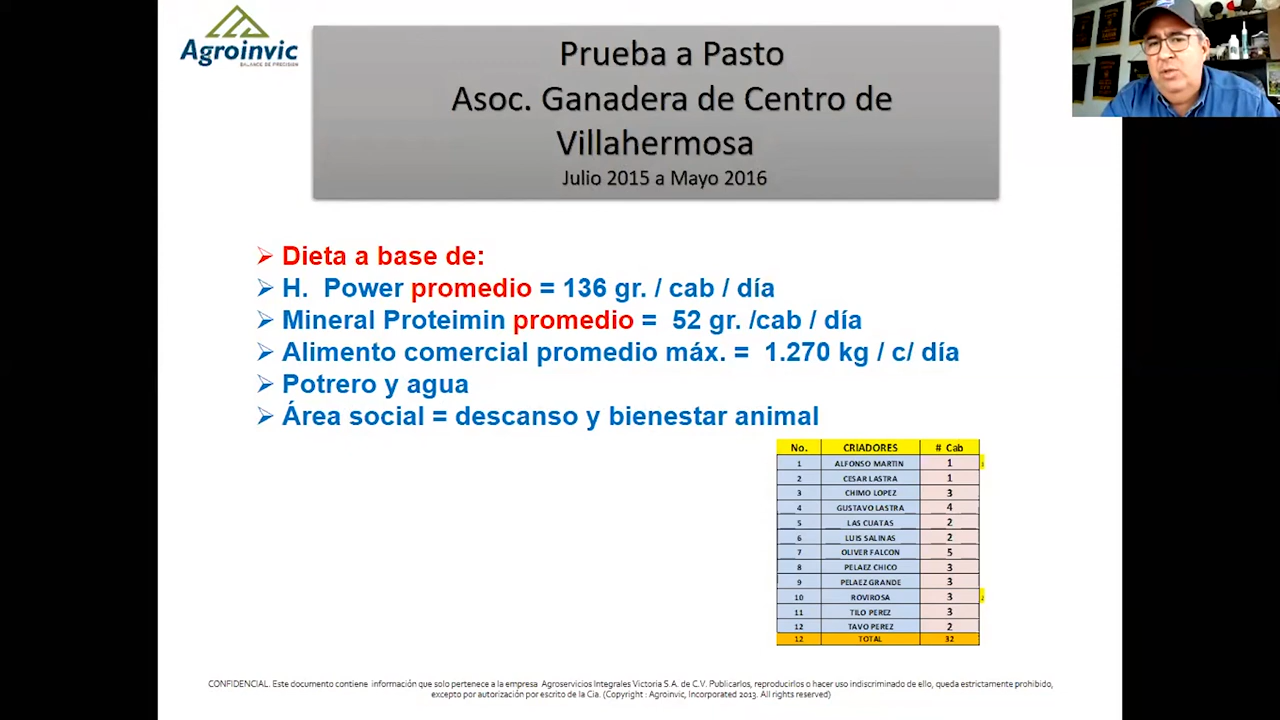 Agroinvic
BALANCE DE PRECISIÓN
Prueba a Pasto
Asoc. Ganadera de Centro de
Villahermosa
Julio 2015 a Mayo 2016
Dieta a base de:
H. Power promedio = 136 gr. / cab / día
Mineral Proteimin promedio = 52 gr. /cab / día
Alimento comercial promedio máx. = 1.270 kg / c/ día
Potrero y agua
Área social = descanso y bienestar animal
No. CRIADORES # Cab
1 ALFONSO MARTIN 1
2 CESAR LASTRA 1
3 CHIMO LOPEZ 3
4 GUSTAVO LASTRA 4
5 LAS CUATAS 2
6 LUIS SALINAS 2
7 OLIVER FALCON 5
8 PELAEZ CHICO 3
9 PELAEZ GRANDE 3
10 ROVIROSA 3
11 TILO PEREZ 3
12 TAVO PEREZ 2
12 TOTAL 32
CONFIDENCIAL. Este documento contiene información que solo pertenece a la empresa Agroservicios Integrales Victoria S.A. de C.V. Publicarlos, reproducirlos o hacer uso indiscriminado de ello, queda estrictamente prohibido,
excepto por autorización por escrito de la Cía. (Copyright : Agroinvic, Incorporated 2013. All rights reserved)